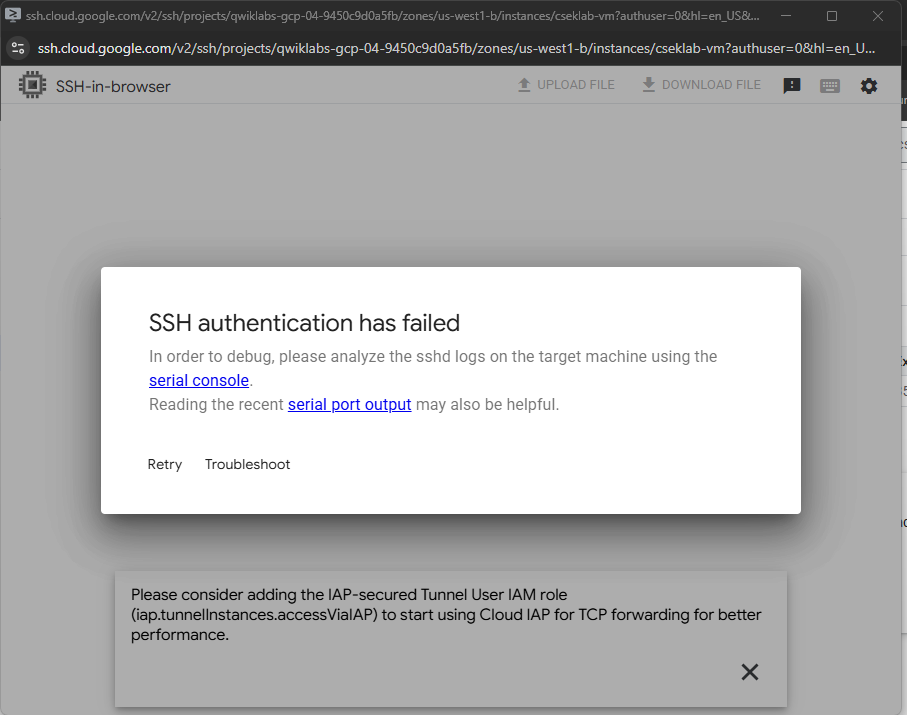 ssh.cloud.google.com/v2/ssh/projects/qwiklabs-gcp-04-9450c9d0a5fb/zones/us-west1-b/instances/cseklab-vm?authuser=0&hl=en_US&...
ssh.cloud.google.com/v2/ssh/projects/qwiklabs-gcp-04-9450c9d0a5fb/zones/us-west1-b/instances/cseklab-vm?authuser=0&hl=en_U...
SSH-in-browser UPLOAD FILE DOWNLOAD FILE
SSH authentication has failed
In order to debug, please analyze the sshd logs on the target machine using the
serial console.
Reading the recent serial port output may also be helpful.
Retry Troubleshoot
Please consider adding the IAP-secured Tunnel User IAM role
(iap.tunnelInstances.accessViaIAP) to start using Cloud IAP for TCP forwarding for better
performance.